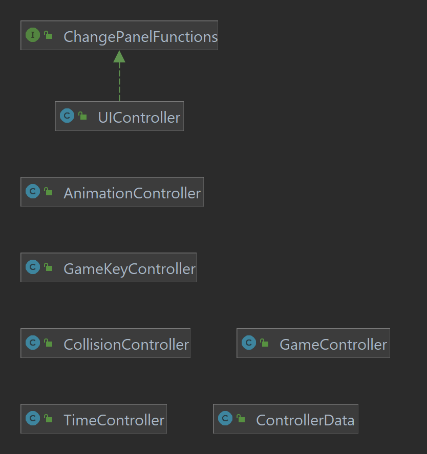 I ChangePanelFunctions
C UIController
C AnimationController
C GameKeyController
C CollisionController
C GameController
C TimeController
C ControllerData